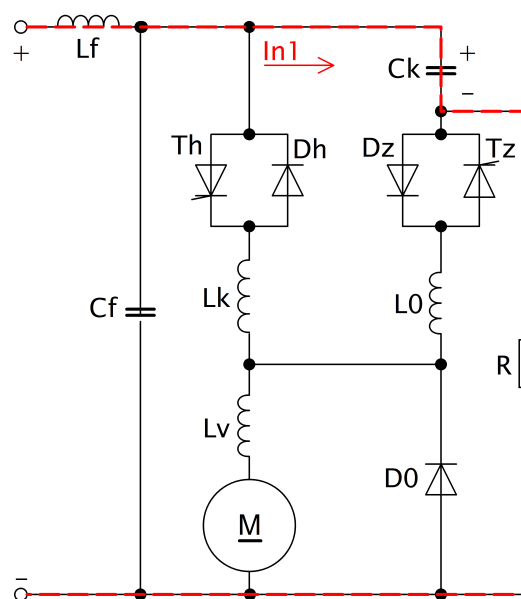 Lf
+
In1
Ck
+
−
Th
Dh
Dz
Tz
Cf
Lk
L0
R
Lv
D0
M
−